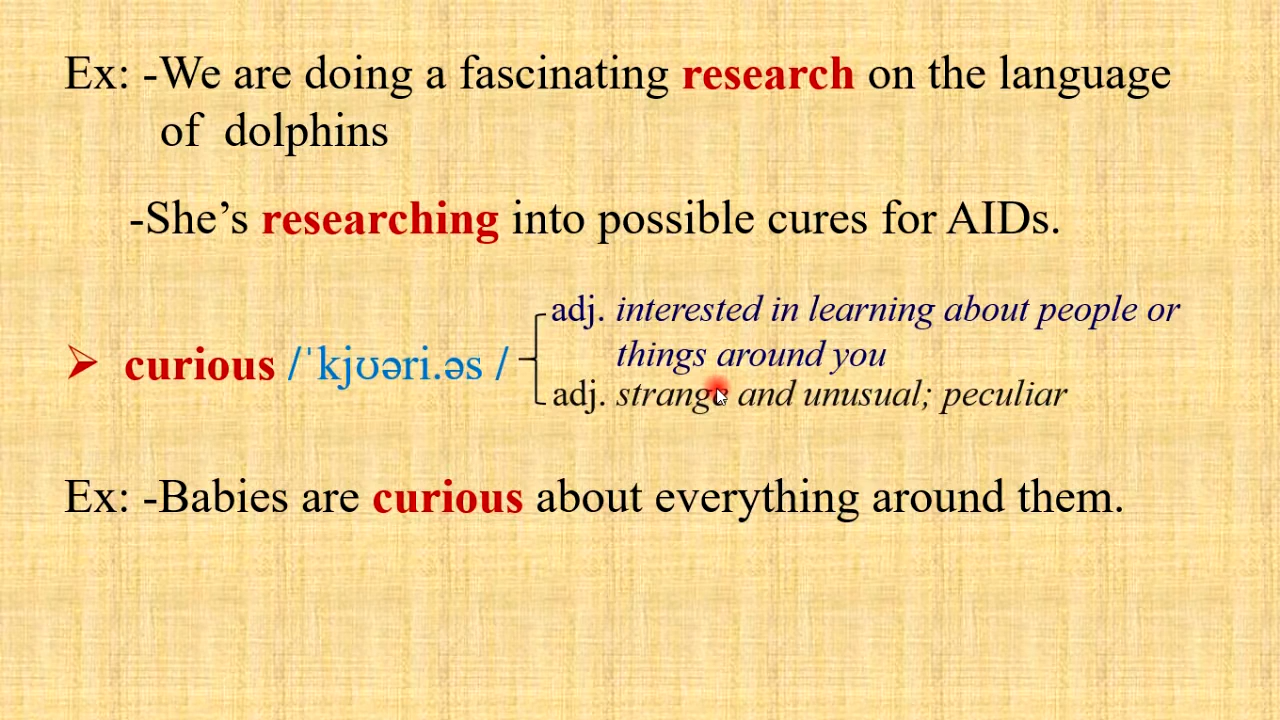 Ex: -We are doing a fascinating research on the language
of dolphins
-She’s researching into possible cures for AIDs.
adj. interested in learning about people or
things around you
➢ curious /ˈkjʊəri.əs /
adj. strange and unusual; peculiar
Ex: -Babies are curious about everything around them.